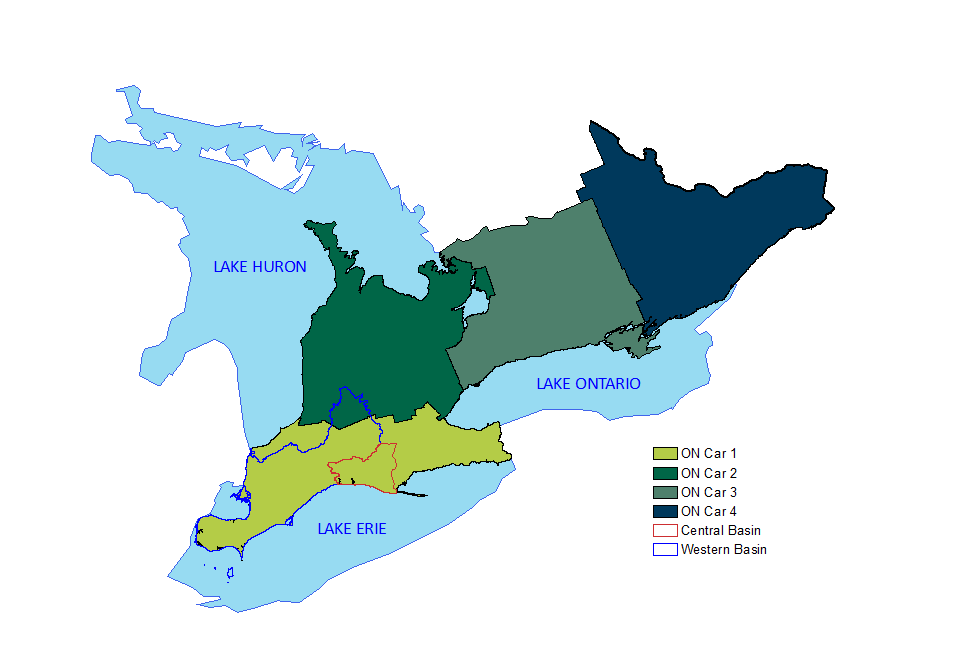 LAKE HURON
LAKE ONTARIO
LAKE ERIE
ON Car 1
ON Car 2
ON Car 3
ON Car 4
Central Basin
Western Basin